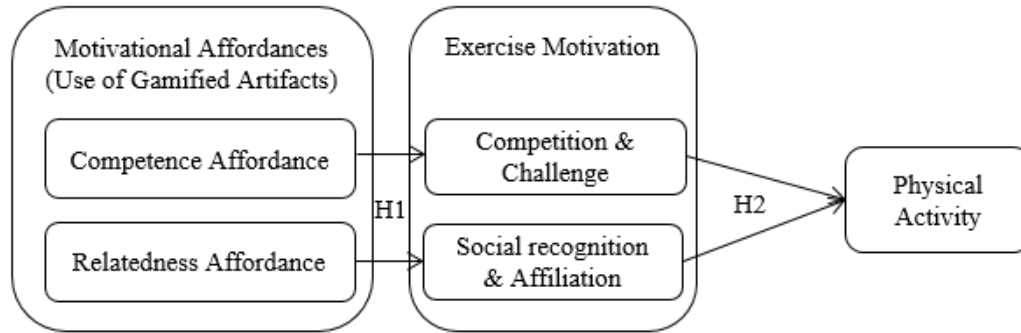 Motivational Affordances
(Use of Gamified Artifacts)
Competence Affordance
Relatedness Affordance
H1
Exercise Motivation
Competition &
Challenge
Social recognition
& Affiliation
H2
Physical
Activity